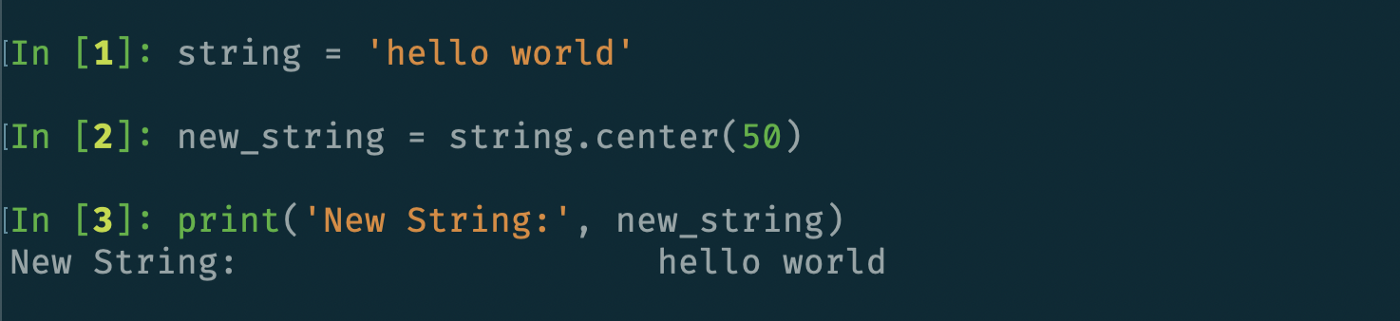 In [1]: string = 'hello world'
In [2]: new_string = string.center(50)
In [3]: print('New String:', new_string)
New String:                    hello world